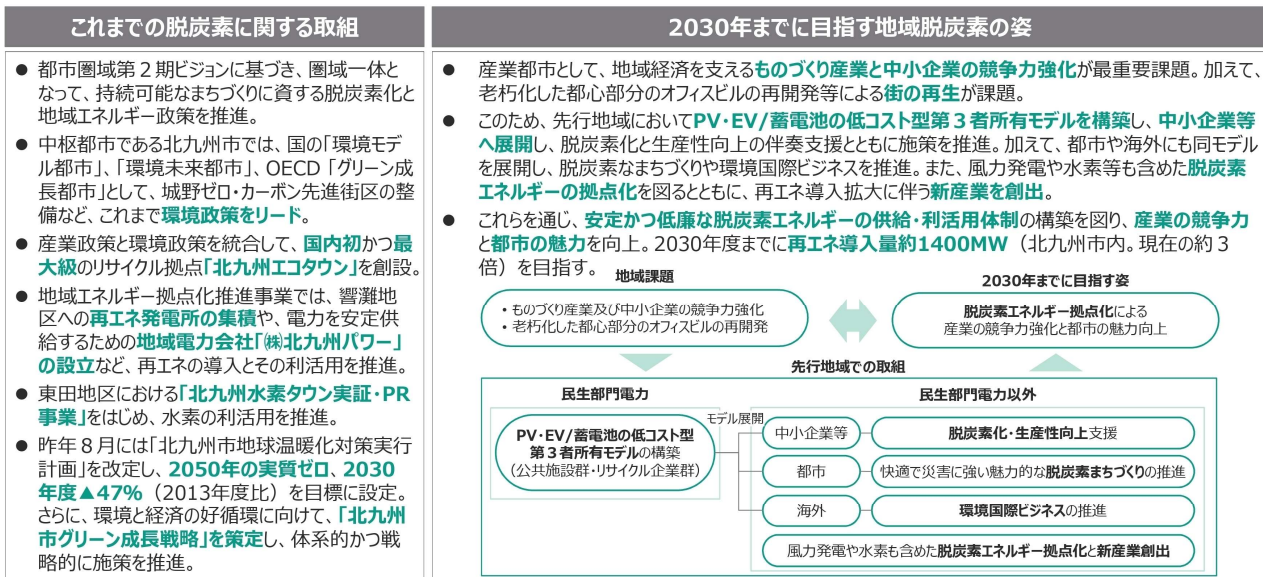 これまでの脱炭素に関する取組
● 都市圏域第２期ビジョンに基づき、圏域一体と
なって、持続可能なまちづくりに資する脱炭素化と
地域エネルギー政策を推進。
● 中枢都市である北九州市では、国の「環境モデ
ル都市」、「環境未来都市」、OECD「グリーン成
長都市」として、城野ゼロ・カーボン先進街区の整
備など、これまで環境政策をリード。
● 産業政策と環境政策を統合して、国内初かつ最
大級のリサイクル拠点「北九州エコタウン」を創設。
● 地域エネルギー拠点化推進事業では、響灘地
区への再エネ発電所の集積や、電力を安定供
給するための地域電力会社「㈱北九州パワー」
の設立など、再エネの導入とその利活用を推進。
● 東田地区における「北九州水素タウン実証・PR
事業」をはじめ、水素の利活用を推進。
● 昨年８月には「北九州市地球温暖化対策実行
計画」を改定し、2050年の実質ゼロ、2030
年度▲47%（2013年度比）を目標に設定。
さらに、環境と経済の好循環に向けて、「北九州
市グリーン成長戦略」を策定し、体系的かつ戦
略的に施策を推進。
2030年までに目指す地域脱炭素の姿
● 産業都市として、地域経済を支えるものづくり産業と中小企業の競争力強化が最重要課題。加えて、
老朽化した都心部分のオフィスビルの再開発等による街の再生が課題。
● このため、先行地域においてPV・EV/蓄電池の低コスト型第３者所有モデルを構築し、中小企業等
へ展開し、脱炭素化と生産性向上の伴奏支援とともに施策を推進。加えて、都市や海外にも同モデル
を展開し、脱炭素なまちづくりや環境国際ビジネスを推進。また、風力発電や水素等も含めた脱炭素
エネルギーの拠点化を図るとともに、再エネ導入拡大に伴う新産業を創出。
● これらを通じ、安定かつ低廉な脱炭素エネルギーの供給・利活用体制の構築を図り、産業の競争力
と都市の魅力を向上。2030年度までに再エネ導入量約1400MW（北九州市内。現在の約３
倍）を目指す。
地域課題
・ものづくり産業及び中小企業の競争力強化
・老朽化した都心部分のオフィスビルの再開発
2030年までに目指す姿
脱炭素エネルギー拠点化による
産業の競争力強化と都市の魅力向上
先行地域での取組
民生部門電力
PV・EV/蓄電池の低コスト型
第３者所有モデルの構築
（公共施設群・リサイクル企業群）
モデル展開
民生部門電力以外
中小企業等
脱炭素化・生産性向上支援
都市
快適で災害に強い魅力的な脱炭素まちづくりの推進
海外
環境国際ビジネスの推進
風力発電や水素も含めた脱炭素エネルギー拠点化と新産業創出